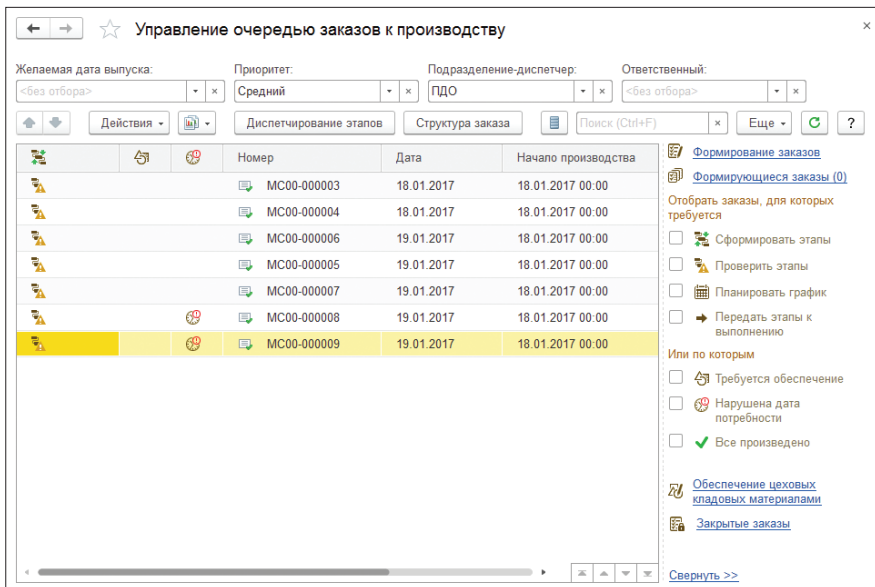 Управление очередью заказов к производству
Желаемая дата выпуска: Приоритет: Подразделение-диспетчер: Ответственный:
<без отбора> Средний ПДО <без отбора>
Действия Диспетчирование этапов Структура заказа Поиск (Ctrl+F) × Еще ?
Номер Дата Начало производства
МС00-000003 18.01.2017 18.01.2017 00:00
МС00-000004 18.01.2017 18.01.2017 00:00
МС00-000006 19.01.2017 18.01.2017 00:00
МС00-000005 19.01.2017 18.01.2017 00:00
МС00-000007 19.01.2017 18.01.2017 00:00
МС00-000008 19.01.2017 18.01.2017 00:00
МС00-000009 19.01.2017 18.01.2017 00:00
Формирование заказов
Формирующиеся заказы (0)
Отобрать заказы, для которых
требуется
Сформировать этапы
Проверить этапы
Планировать график
Передать этапы к
выполнению
Или по которым
Требуется обеспечение
Нарушена дата
потребности
Все произведено
Обеспечение цеховых
кладовых материалами
Закрытые заказы
Свернуть >>